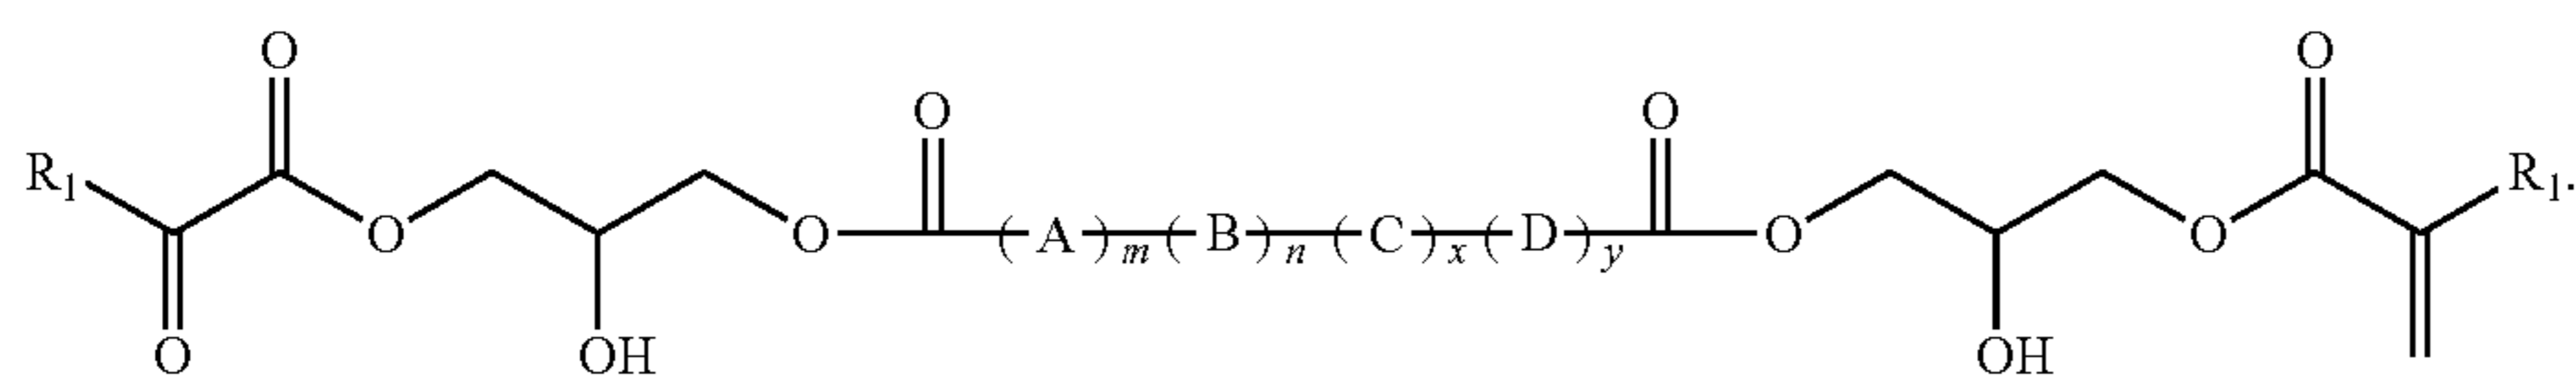 O O
O O
R1 R1.
O O (A)m(B)n(C)x(D)y O O
O OH OH